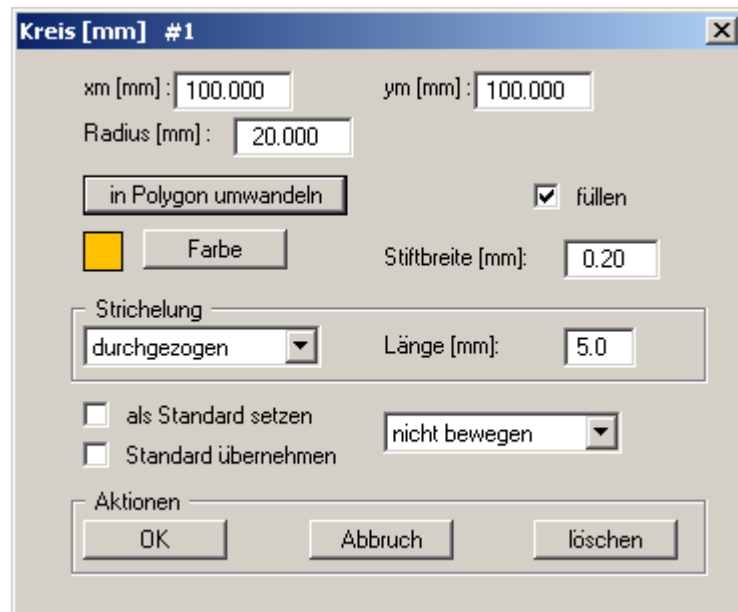 Kreis [mm] #1
xm [mm] : 100.000 ym [mm] : 100.000
Radius [mm] : 20.000
in Polygon umwandeln füllen
Farbe Stiftbreite [mm]: 0.20
Strichelung
durchgezogen Länge [mm]: 5.0
als Standard setzen nicht bewegen
Standard übernehmen
Aktionen
OK Abbruch löschen